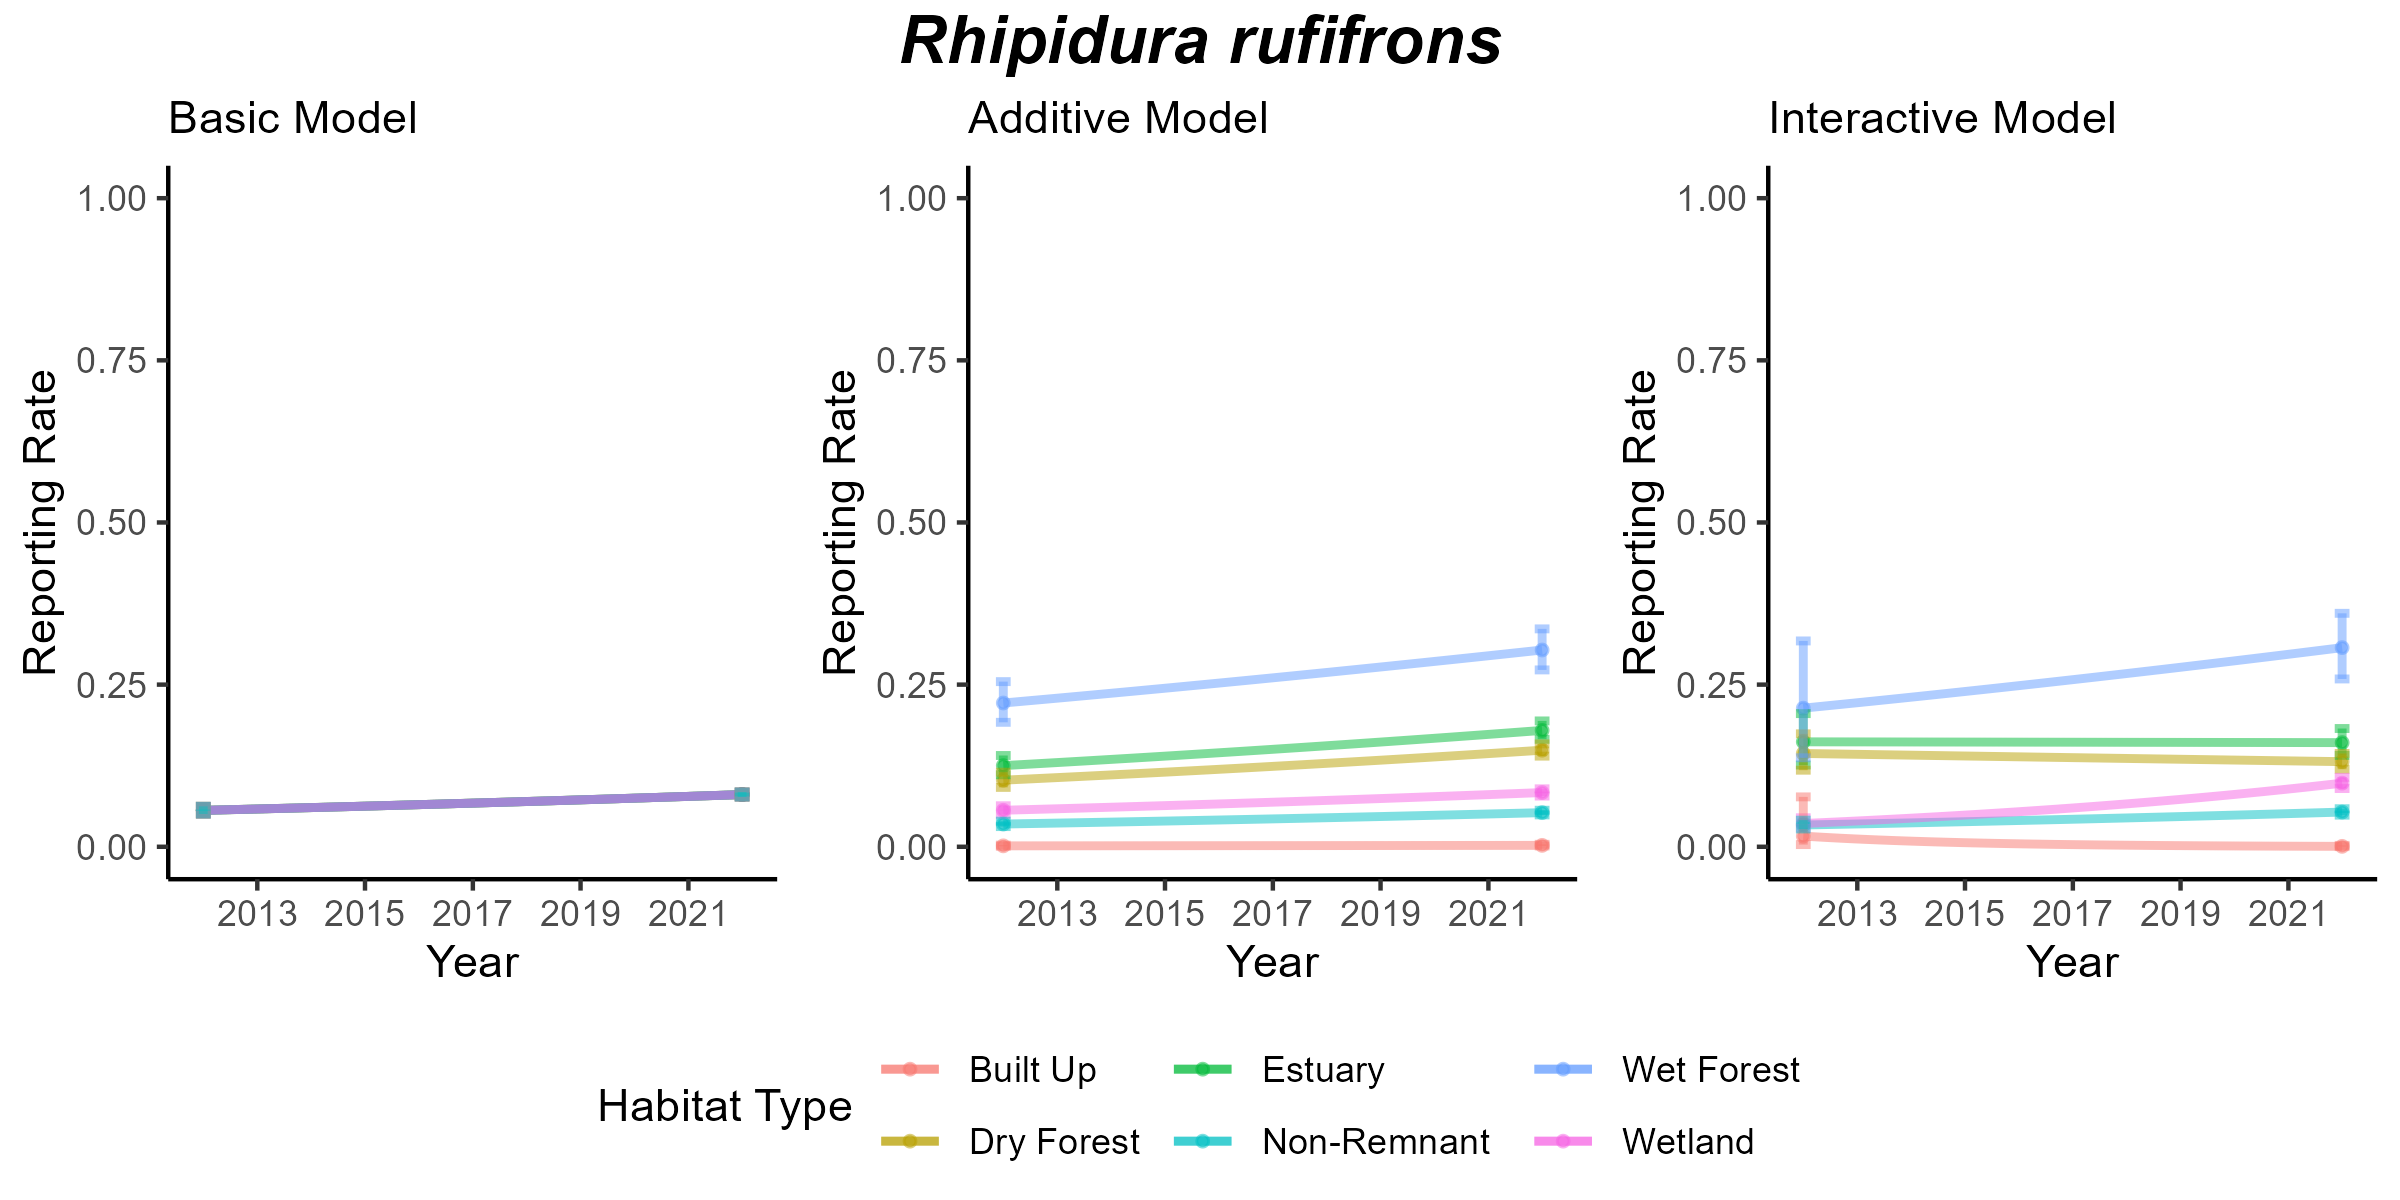 Rhipidura rufifrons
Basic Model
Additive Model
Interactive Model
Reporting Rate
1.00
0.75
0.50
0.25
0.00
2013 2015 2017 2019 2021
Year
Reporting Rate
1.00
0.75
0.50
0.25
0.00
2013 2015 2017 2019 2021
Year
Reporting Rate
1.00
0.75
0.50
0.25
0.00
2013 2015 2017 2019 2021
Year
Habitat Type
Built Up
Dry Forest
Estuary
Non-Remnant
Wet Forest
Wetland